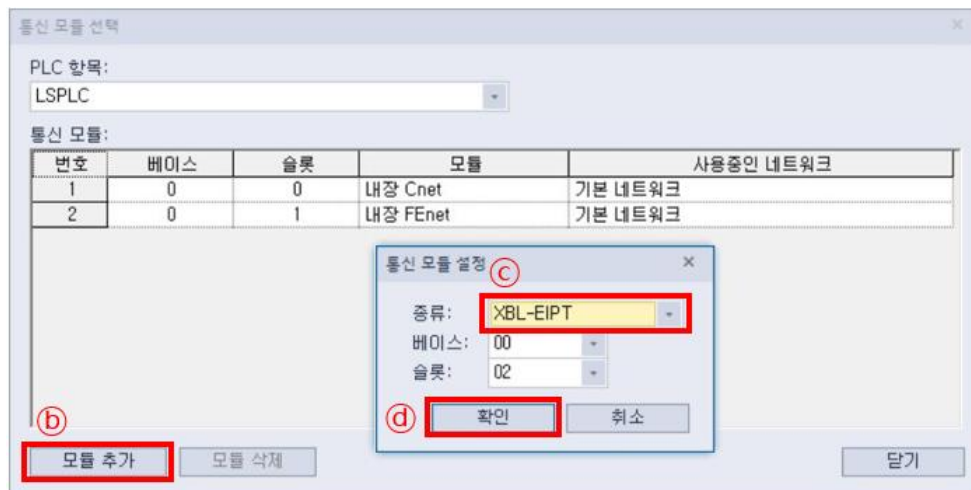 통신 모듈 선택
PLC 항목:
LSPLC
통신 모듈:
번호 베이스 슬롯 모듈 사용중인 네트워크
1 0 0 내장 Cnet 기본 네트워크
2 0 1 내장 FEnet 기본 네트워크
통신 모듈 설정 ⓒ
종류: XBL-EIPT
베이스: 00
슬롯: 02
ⓓ 확인 취소
ⓑ
모듈 추가 모듈 삭제 닫기